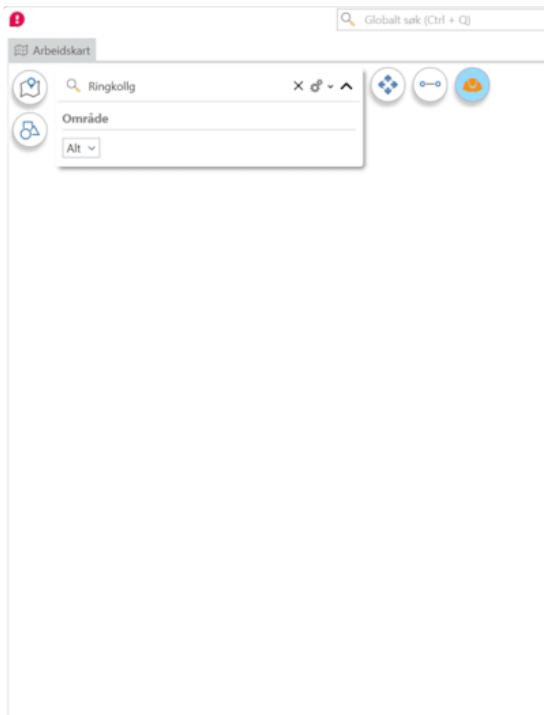 Globalt søk (Ctrl + Q)
Arbeidskart
Ringkollg
Område
Alt